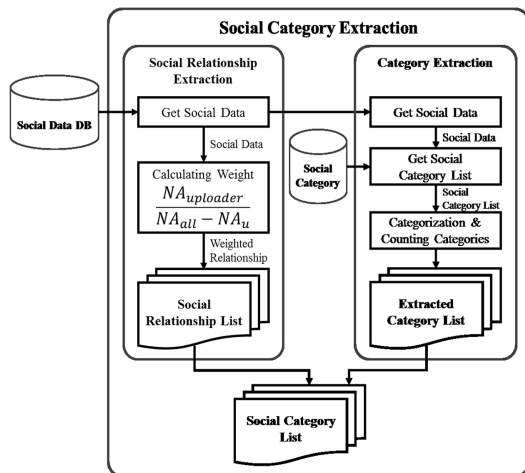 Social Category Extraction
Social Relationship
Extraction
Category Extraction
Social Data DB
Get Social Data
Get Social Data
Social Data
Social Data
Calculating Weight
NA_uploader
NA_all − NA_u
Social
Category
Get Social
Category List
Social
Category List
Weighted
Relationship
Categorization &
Counting Categories
Social
Relationship List
Extracted
Category List
Social Category
List